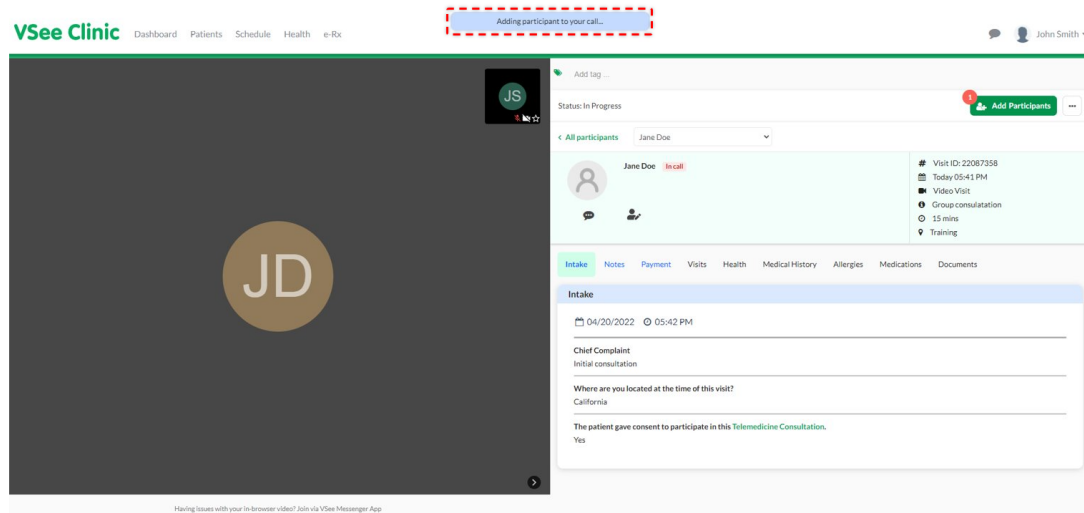 Adding participant to your call...
VSee Clinic Dashboard Patients Schedule Health e-Rx John Smith
JS
Add tag ...
Status: In Progress
1
Add Participants
All participants Jane Doe
Jane Doe In call
# Visit ID: 22087358
Today 05:41 PM
Video Visit
Group consulatation
15 mins
Training
JD
Intake Notes Payment Visits Health Medical History Allergies Medications Documents
Intake
04/20/2022 05:42 PM
Chief Complaint
Initial consultation
Where are you located at the time of this visit?
California
The patient gave consent to participate in this Telemedicine Consultation.
Yes
Having issues with your in-browser video? Join via VSee Messenger App